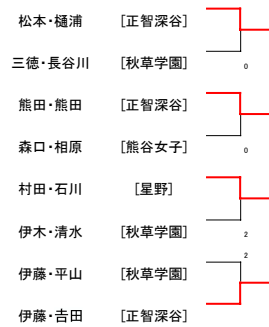 松本・樋浦 [正智深谷]
三徳・長谷川 [秋草学園]
0
熊田・熊田 [正智深谷]
森口・相原 [熊谷女子]
0
村田・石川 [星野]
伊木・清水 [秋草学園]
2
2
伊藤・平山 [秋草学園]
伊藤・吉田 [正智深谷]